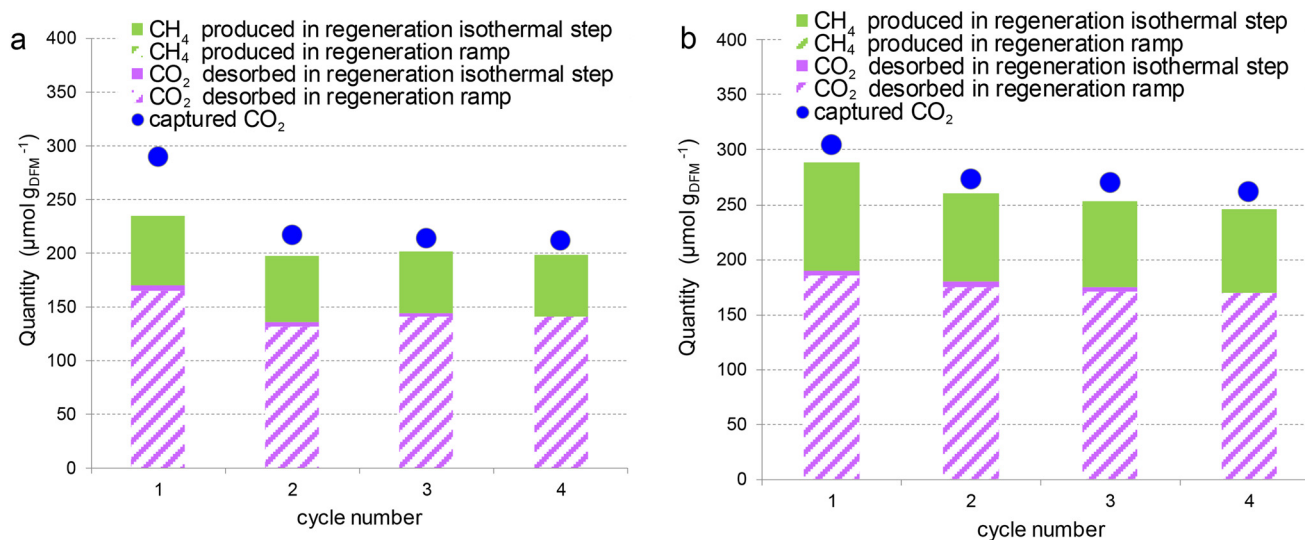 a
CH₄ produced in regeneration isothermal step
CH₄ produced in regeneration ramp
CO₂ desorbed in regeneration isothermal step
CO₂ desorbed in regeneration ramp
captured CO₂
Quantity (µmol g_DFM⁻¹)
400
350
300
250
200
150
100
50
0
1 2 3 4
cycle number
b
CH₄ produced in regeneration isothermal step
CH₄ produced in regeneration ramp
CO₂ desorbed in regeneration isothermal step
CO₂ desorbed in regeneration ramp
captured CO₂
Quantity (µmol g_DFM⁻¹)
400
350
300
250
200
150
100
50
0
1 2 3 4
cycle number